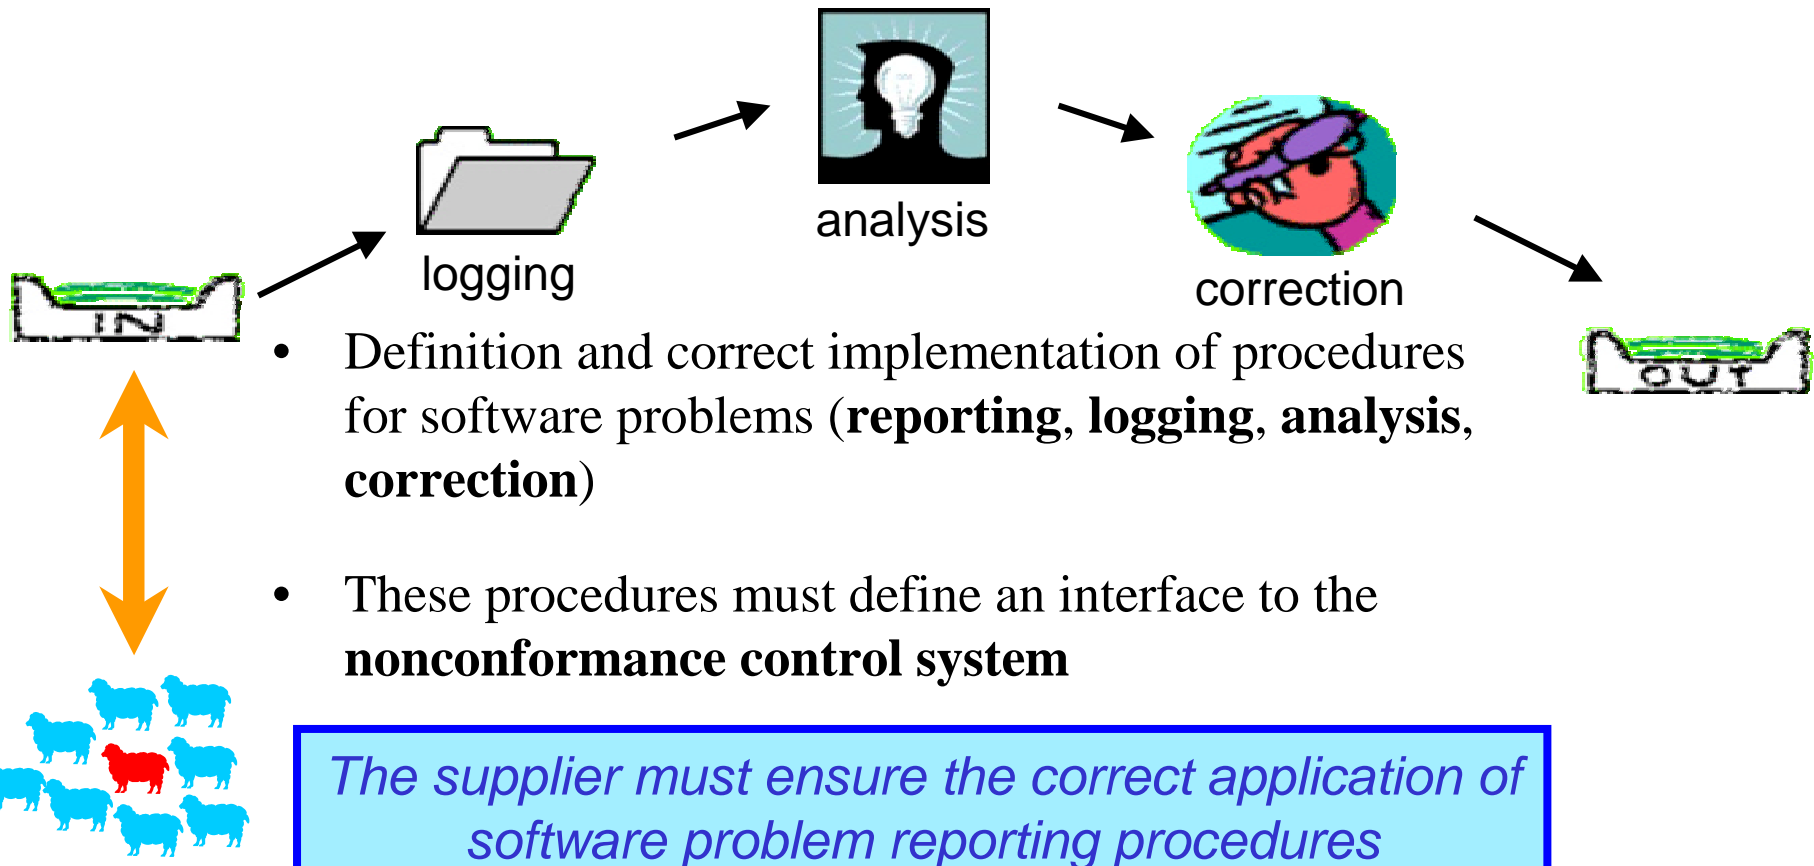 analysis
logging
correction
IN
OUT
• Definition and correct implementation of procedures
for software problems (reporting, logging, analysis,
correction)
• These procedures must define an interface to the
nonconformance control system
The supplier must ensure the correct application of
software problem reporting procedures